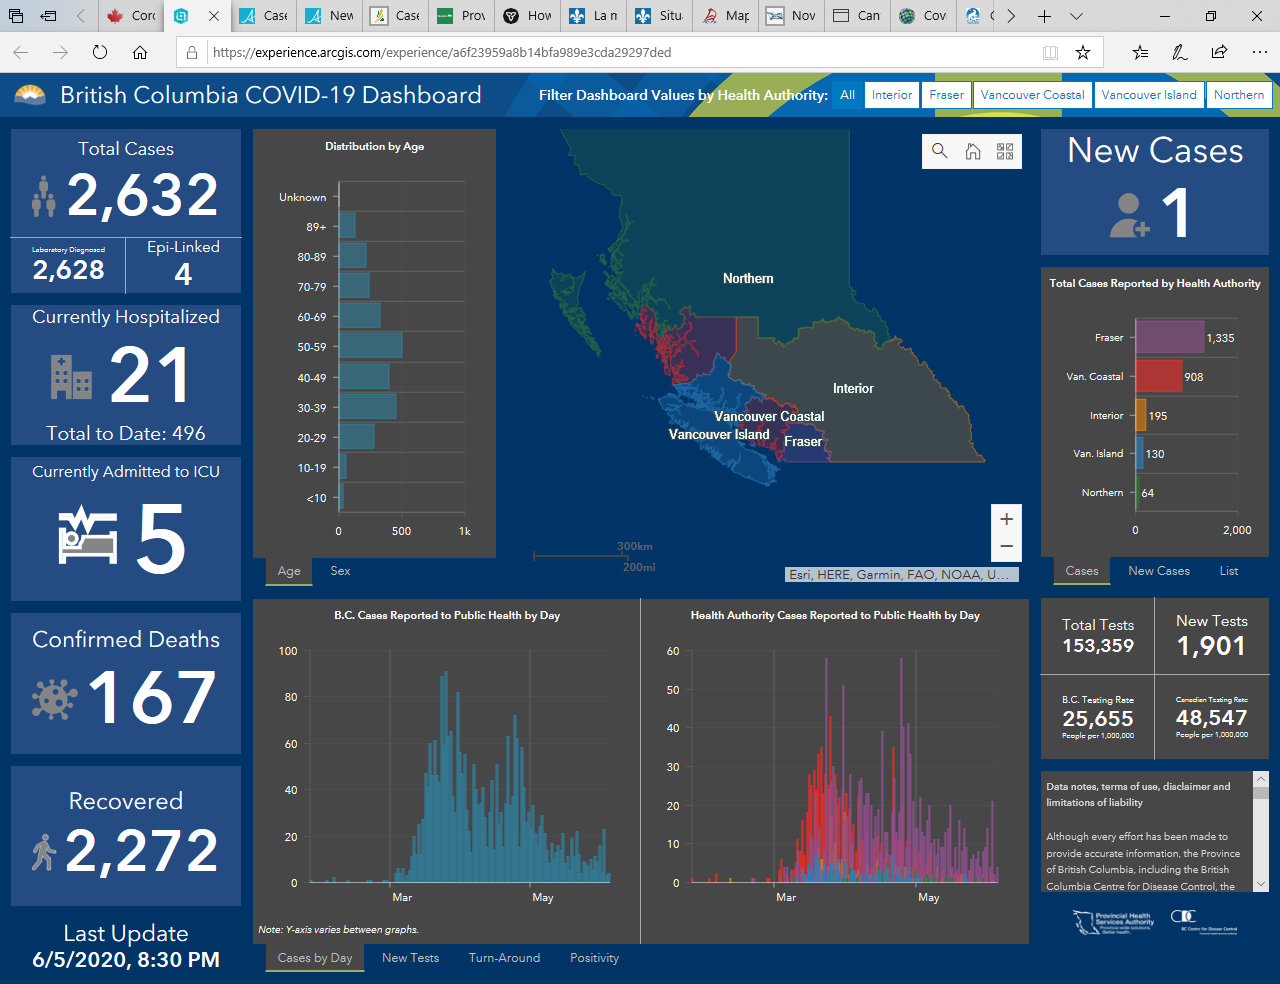 Corc
Case
New
Case
Prov
How
La m
Situa
Map
Nov
Can
Covi
https://experience.arcgis.com/experience/a6f23959a8b14bfa989e3cda29297ded
British Columbia COVID-19 Dashboard
Filter Dashboard Values by Health Authority: All Interior Fraser Vancouver Coastal Vancouver Island Northern
Total Cases
2,632
Laboratory Diagnosed
2,628
Epi-Linked
4
Currently Hospitalized
21
Total to Date: 496
Currently Admitted to ICU
5
Confirmed Deaths
167
Recovered
2,272
Last Update
6/5/2020, 8:30 PM
Distribution by Age
Unknown
89+
80-89
70-79
60-69
50-59
40-49
30-39
20-29
10-19
<10
0 500 1k
Age Sex
Northern
Interior
Vancouver Coastal
Vancouver Island
Fraser
300km
200mi
+
−
Esri, HERE, Garmin, FAO, NOAA, U...
New Cases
1
Total Cases Reported by Health Authority
Fraser 1,335
Van. Coastal 908
Interior 195
Van. Island 130
Northern 64
0 2,000
Cases New Cases List
B.C. Cases Reported to Public Health by Day
100
80
60
40
20
0
Mar May
Note: Y-axis varies between graphs.
Health Authority Cases Reported to Public Health by Day
60
50
40
30
20
10
0
Mar May
Cases by Day New Tests Turn-Around Positivity
Total Tests
153,359
New Tests
1,901
B.C. Testing Rate
25,655
People per 1,000,000
Canadian Testing Rate
48,547
People per 1,000,000
Data notes, terms of use, disclaimer and
limitations of liability
Although every effort has been made to
provide accurate information, the Province
of British Columbia, including the British
Columbia Centre for Disease Control, the
Provincial Health
Services Authority
Province-wide solutions.
Better health.
BC Centre for Disease Control